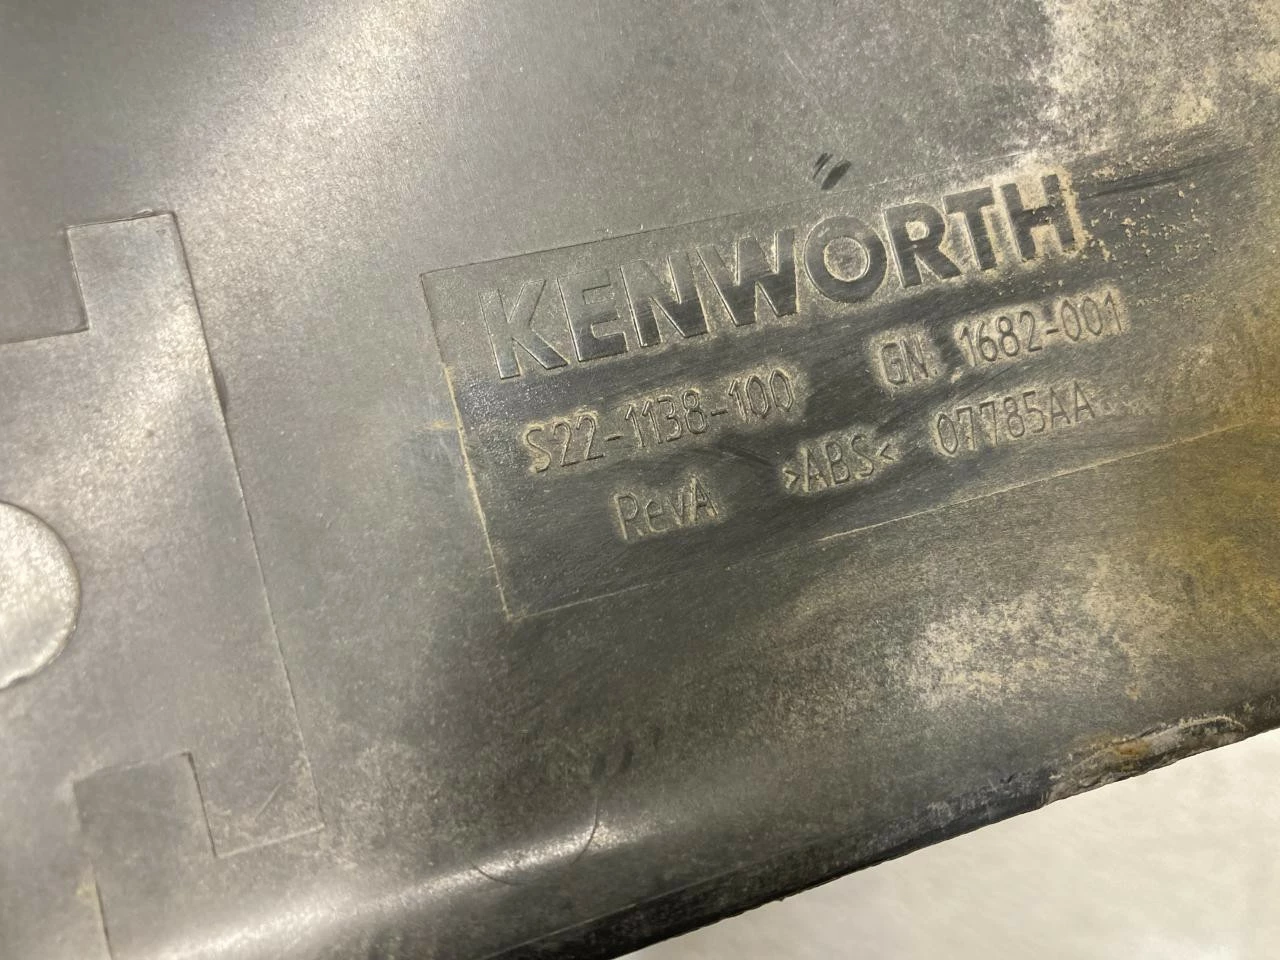 KENWORTH
S22-1138-100 GN: 1682-001
RevA >ABS< 07785AA